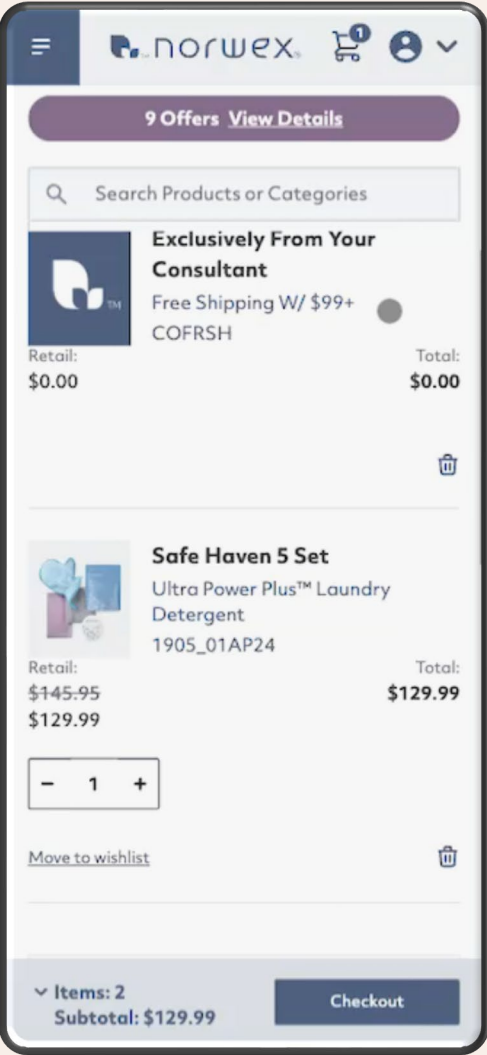 norwex
1
9 Offers View Details
Search Products or Categories
Exclusively From Your
Consultant
Free Shipping W/ $99+
COFRSH
TM
Retail:
Total:
$0.00
$0.00
Safe Haven 5 Set
Ultra Power Plus™ Laundry
Detergent
1905_01AP24
Retail:
Total:
$145.95
$129.99
$129.99
− 1 +
Move to wishlist
Items: 2
Subtotal: $129.99
Checkout